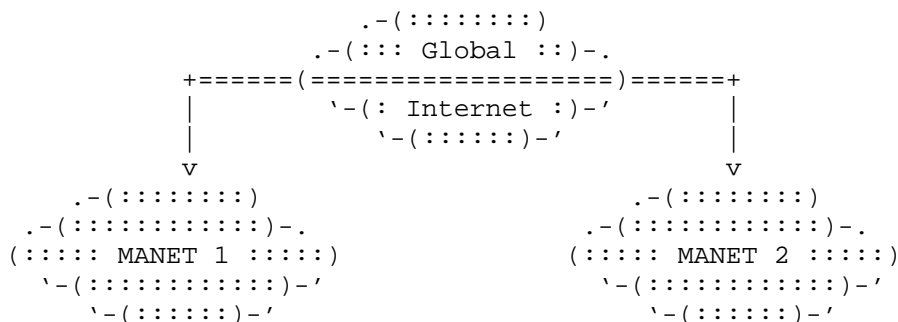 .-(::::::::)
.-(::: Global ::)-.
+======(====================)======+
|             ‘-(: Internet :)-’             |
|                ‘-(::::::)-’                |
v                                  v
.-(::::::::)                       .-(::::::::)
.-(::::::::::::)-.                 .-(::::::::::::)-.
(::::: MANET 1 :::::)              (::::: MANET 2 :::::)
‘-(::::::::::::)-’                 ‘-(::::::::::::)-’
‘-(::::::)-’                       ‘-(::::::)-’